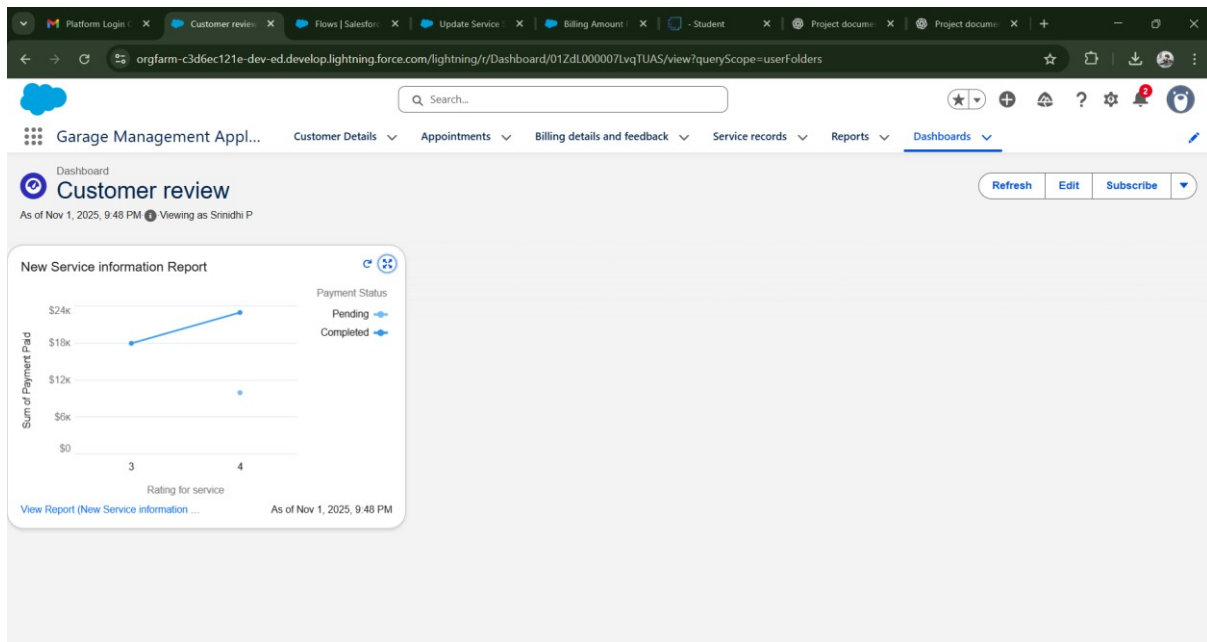 Platform Login C
Customer review
Flows | Salesforc
Update Service
Billing Amount
- Student
Project docume
Project docume
orgfarm-c3d6ec121e-dev-ed.develop.lightning.force.com/lightning/r/Dashboard/01ZdL000007LvqTUAS/view?queryScope=userFolders
Search...
2
Garage Management Appl...
Customer Details
Appointments
Billing details and feedback
Service records
Reports
Dashboards
Dashboard
Customer review
As of Nov 1, 2025, 9:48 PM Viewing as Srinidhi P
Refresh
Edit
Subscribe
New Service information Report
Payment Status
Pending
Completed
Sum of Payment Paid
$24K
$18K
$12K
$6K
$0
3
4
Rating for service
View Report (New Service information ...
As of Nov 1, 2025, 9:48 PM